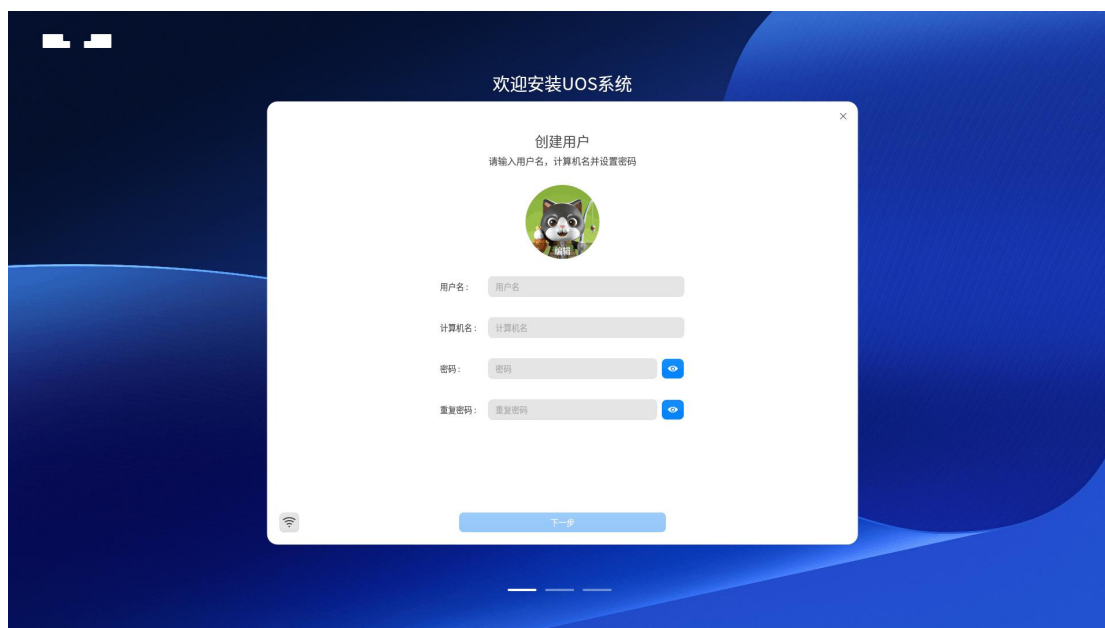 欢迎安装UOS系统
创建用户
请输入用户名，计算机名并设置密码
编辑
用户名： 用户名
计算机名： 计算机名
密码： 密码
重复密码： 重复密码
下一步